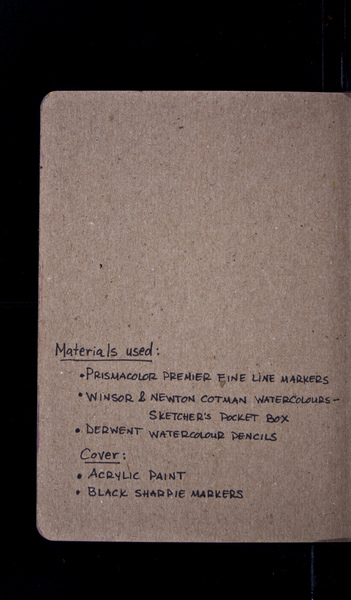 Materials used:
• PRISMACOLOR PREMIER FINE LINE MARKERS
• WINSOR & NEWTON COTMAN WATERCOLOURS -
SKETCHER'S POCKET BOX
• DERWENT WATERCOLOUR PENCILS
Cover:
• ACRYLIC PAINT
• BLACK SHARPIE MARKERS